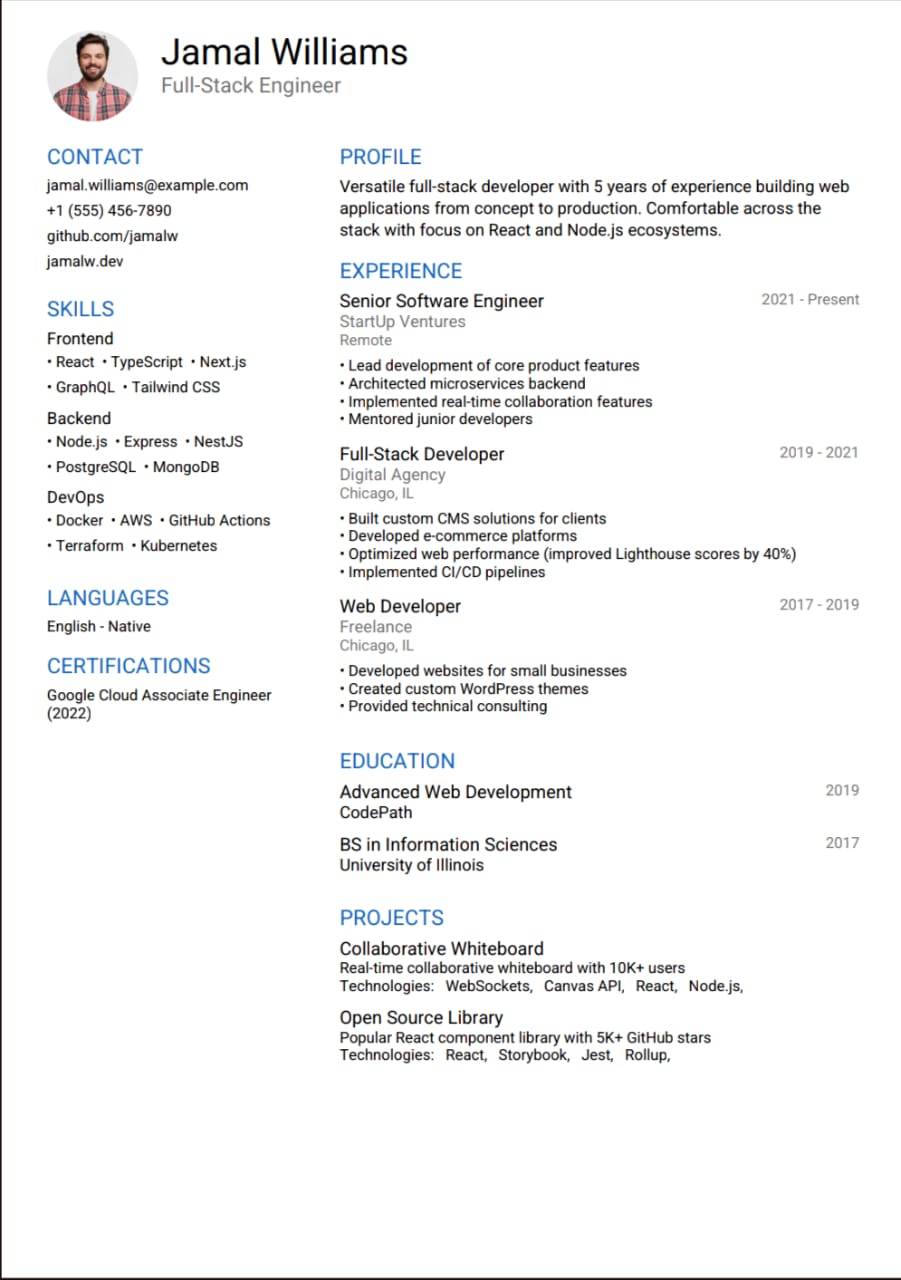 Jamal Williams
Full-Stack Engineer
CONTACT
jamal.williams@example.com
+1 (555) 456-7890
github.com/jamalw
jamalw.dev
SKILLS
Frontend
• React • TypeScript • Next.js
• GraphQL • Tailwind CSS
Backend
• Node.js • Express • NestJS
• PostgreSQL • MongoDB
DevOps
• Docker • AWS • GitHub Actions
• Terraform • Kubernetes
LANGUAGES
English - Native
CERTIFICATIONS
Google Cloud Associate Engineer
(2022)
PROFILE
Versatile full-stack developer with 5 years of experience building web
applications from concept to production. Comfortable across the
stack with focus on React and Node.js ecosystems.
EXPERIENCE
Senior Software Engineer 2021 - Present
StartUp Ventures
Remote
• Lead development of core product features
• Architected microservices backend
• Implemented real-time collaboration features
• Mentored junior developers
Full-Stack Developer 2019 - 2021
Digital Agency
Chicago, IL
• Built custom CMS solutions for clients
• Developed e-commerce platforms
• Optimized web performance (improved Lighthouse scores by 40%)
• Implemented CI/CD pipelines
Web Developer 2017 - 2019
Freelance
Chicago, IL
• Developed websites for small businesses
• Created custom WordPress themes
• Provided technical consulting
EDUCATION
Advanced Web Development 2019
CodePath
BS in Information Sciences 2017
University of Illinois
PROJECTS
Collaborative Whiteboard
Real-time collaborative whiteboard with 10K+ users
Technologies: WebSockets, Canvas API, React, Node.js,
Open Source Library
Popular React component library with 5K+ GitHub stars
Technologies: React, Storybook, Jest, Rollup,